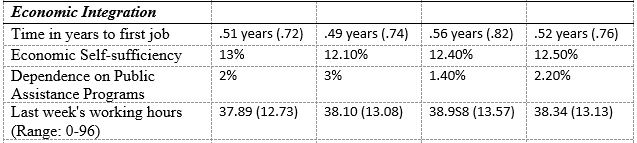 Economic Integration
Time in years to first job .51 years (.72) .49 years (.74) .56 years (.82) .52 years (.76)
Economic Self-sufficiency 13% 12.10% 12.40% 12.50%
Dependence on Public 2% 3% 1.40% 2.20%
Assistance Programs
Last week's working hours 37.89 (12.73) 38.10 (13.08) 38.9S8 (13.57) 38.34 (13.13)
(Range: 0-96)